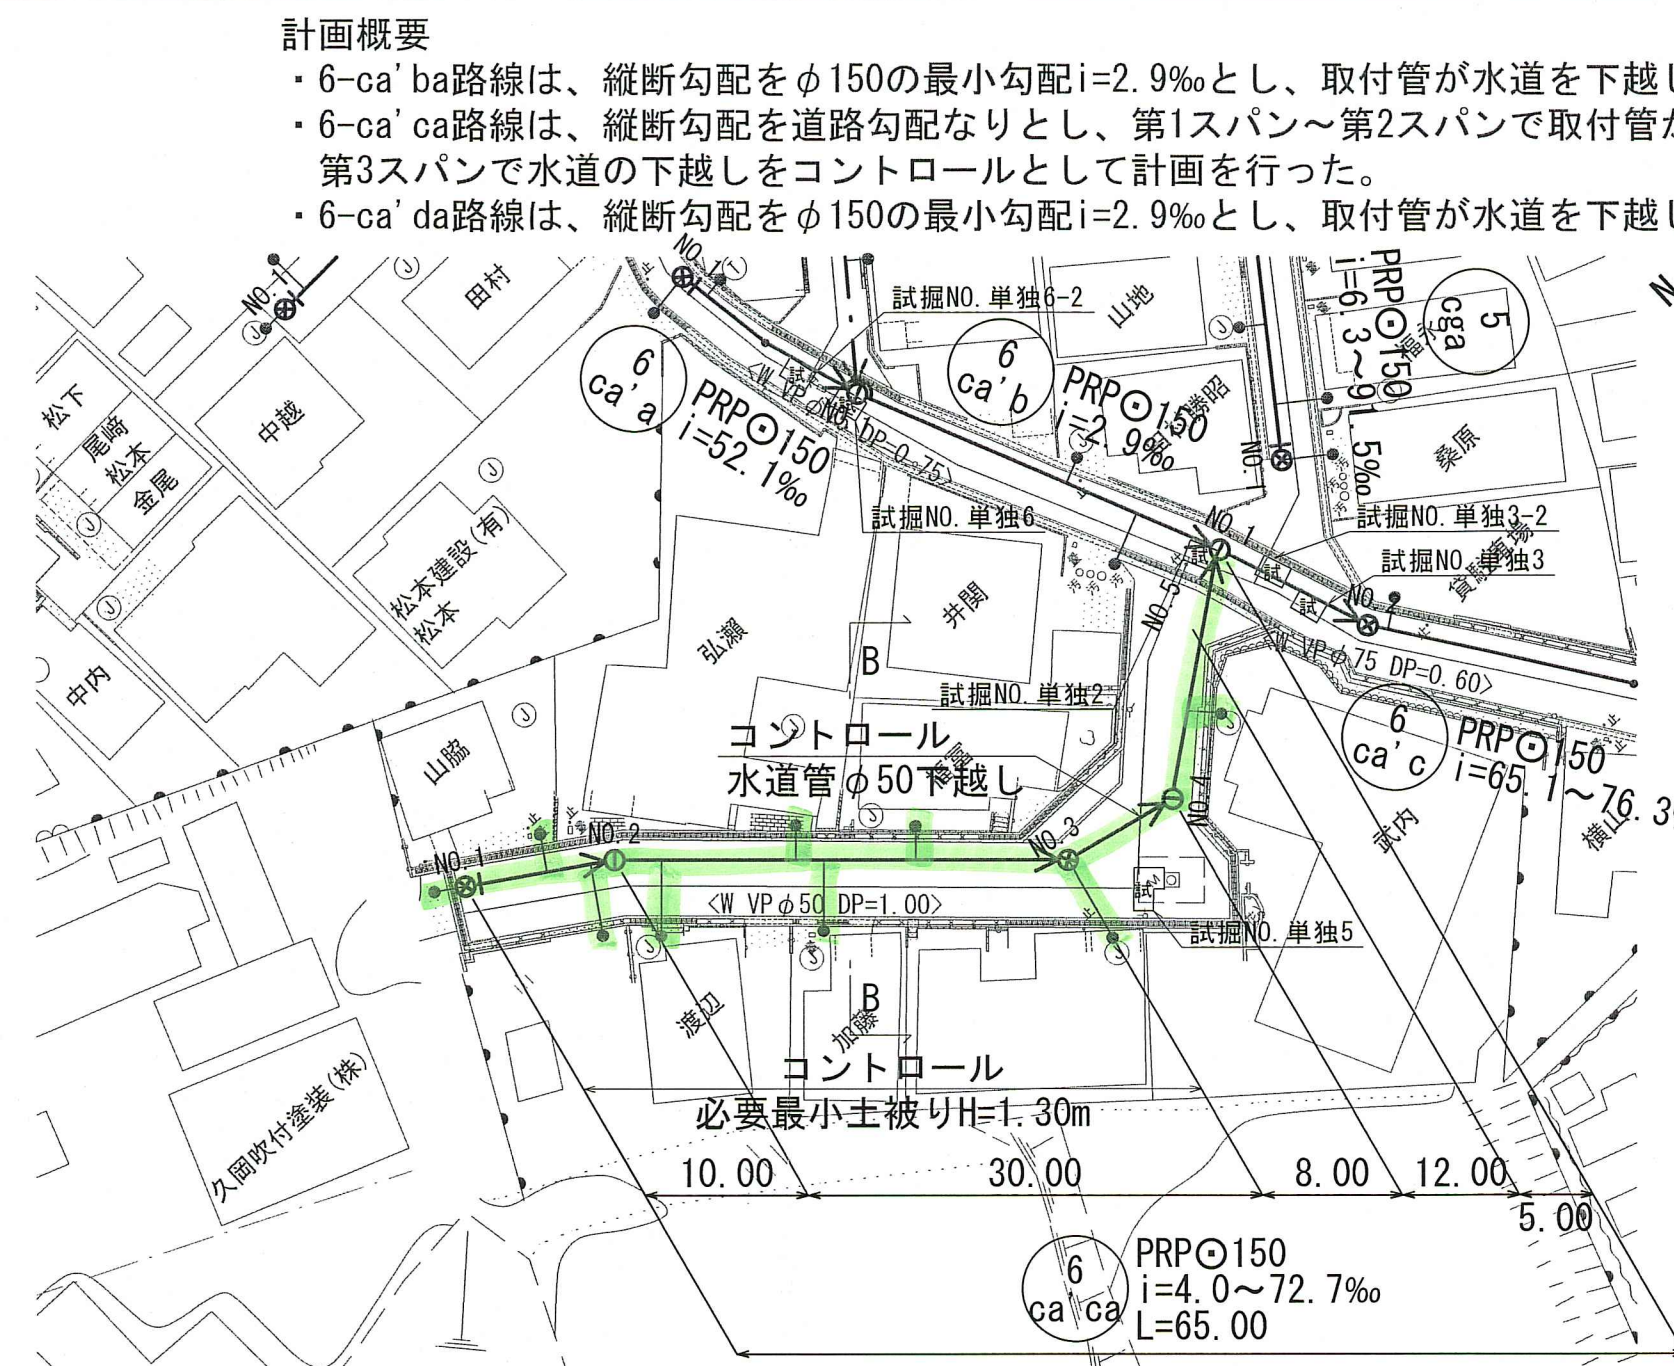 計画概要
・6-ca'ba路線は、縦断勾配をφ150の最小勾配i=2.9‰とし、取付管が水道を下越し
・6-ca'ca路線は、縦断勾配を道路勾配なりとし、第1スパン～第2スパンで取付管が
第3スパンで水道の下越しをコントロールとして計画を行った。
・6-ca'da路線は、縦断勾配をφ150の最小勾配i=2.9‰とし、取付管が水道を下越し
NO.1
NO.1
田村
試掘NO.単独6-2
山地
PRP⊙150
i=6.3～9.5‰
5
cga
6
ca'a
PRP⊙150
i=52.1‰
6
ca'b
PRP⊙150
i=2.9‰
NO.1
松下
尾﨑
松本
金尾
中越
桑原
試掘NO.単独6
NO.1
試掘NO.単独3-2
試掘NO.単独3
松本建設(有)
松本
弘瀬
井関
NO.5
NO.2
<W VPφ75 DP=0.60>
中内
B
試掘NO.単独2
6
ca'c
PRP⊙150
i=65.1～76.3
コントロール
水道管φ50下越し
山脇
NO.4
武内
横山
NO.1
NO.2
NO.3
<W VPφ50 DP=1.00>
試掘NO.単独5
渡辺
加藤
B
コントロール
必要最小土被りH=1.30m
久岡吹付塗装(株)
10.00
30.00
8.00
12.00
5.00
6
ca'ca
PRP⊙150
i=4.0～72.7‰
L=65.00